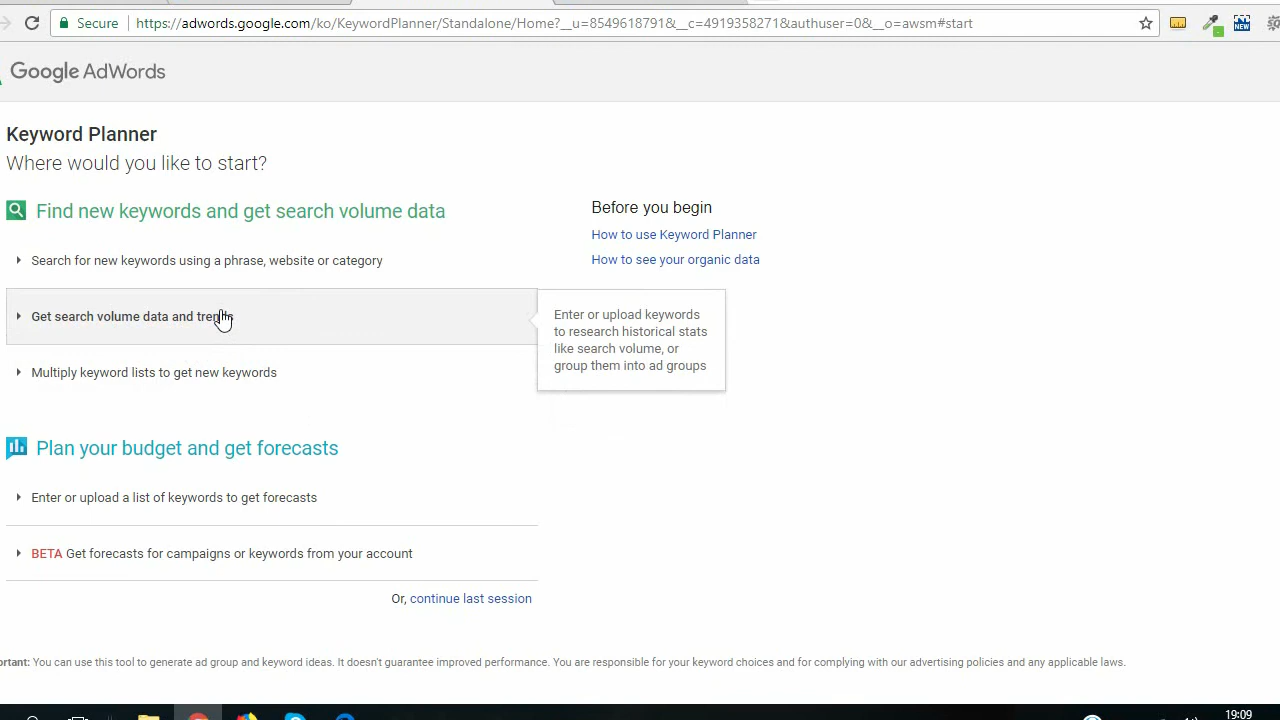 Secure https://adwords.google.com/ko/KeywordPlanner/Standalone/Home?__u=8549618791&__c=4919358271&authuser=0&__o=awsm#start
NEW
Google AdWords
Keyword Planner
Where would you like to start?
Find new keywords and get search volume data
Search for new keywords using a phrase, website or category
Get search volume data and trends
Multiply keyword lists to get new keywords
Before you begin
How to use Keyword Planner
How to see your organic data
Enter or upload keywords
to research historical stats
like search volume, or
group them into ad groups
Plan your budget and get forecasts
Enter or upload a list of keywords to get forecasts
BETA Get forecasts for campaigns or keywords from your account
Or, continue last session
ortant: You can use this tool to generate ad group and keyword ideas. It doesn't guarantee improved performance. You are responsible for your keyword choices and for complying with our advertising policies and any applicable laws.
19:09